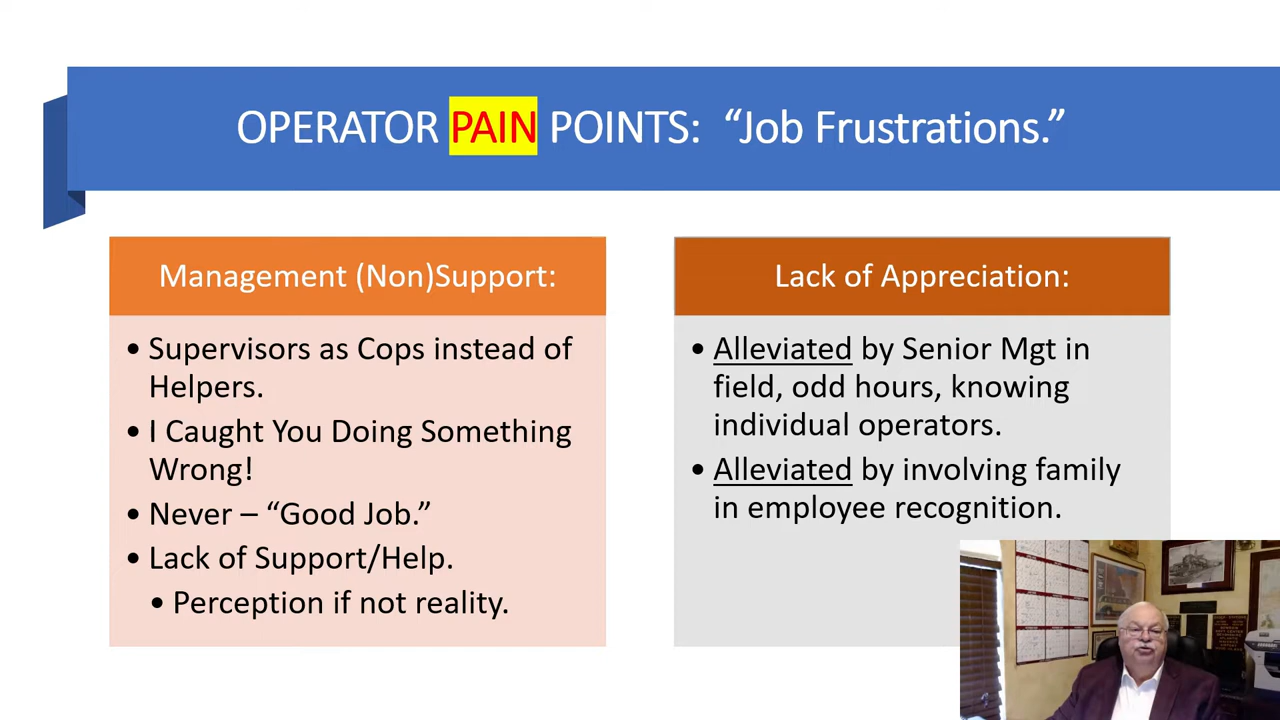 OPERATOR PAIN POINTS: “Job Frustrations.”
Management (Non)Support:
• Supervisors as Cops instead of
Helpers.
• I Caught You Doing Something
Wrong!
• Never – “Good Job.”
• Lack of Support/Help.
• Perception if not reality.
Lack of Appreciation:
• Alleviated by Senior Mgt in
field, odd hours, knowing
individual operators.
• Alleviated by involving family
in employee recognition.